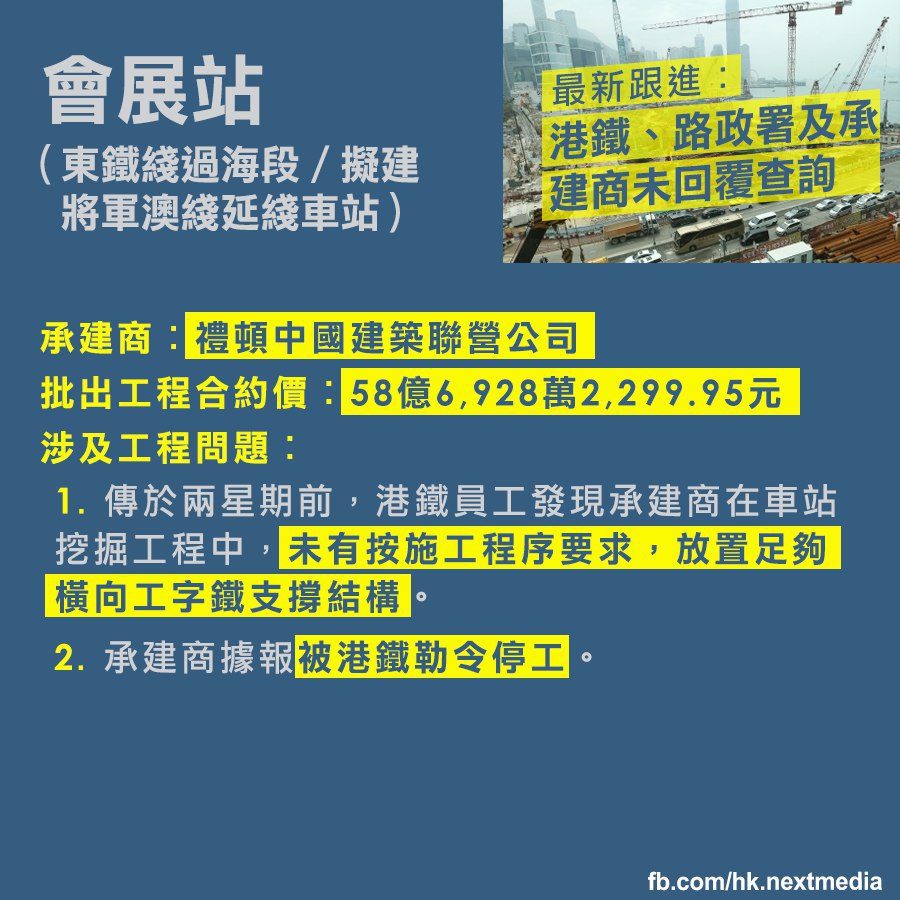 會展站
（東鐵綫過海段／擬建
將軍澳綫延綫車站）
最新跟進：
港鐵、路政署及承
建商未回覆查詢
承建商：禮頓中國建築聯營公司
批出工程合約價：58億6,928萬2,299.95元
涉及工程問題：
1. 傳於兩星期前，港鐵員工發現承建商在車站
挖掘工程中，未有按施工程序要求，放置足夠
橫向工字鐵支撐結構。
2. 承建商據報被港鐵勒令停工。
fb.com/hk.nextmedia